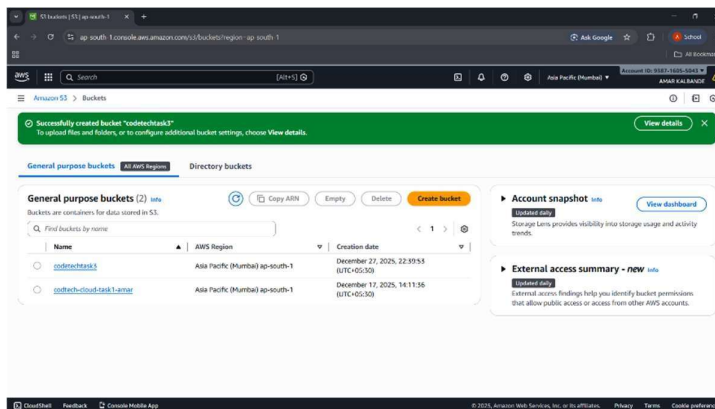 S3 buckets | S3 | ap-south-1
ap-south-1.console.aws.amazon.com/s3/buckets?region=ap-south-1
Ask Google
School
All Bookmar
aws
Search
[Alt+S]
Asia Pacific (Mumbai)
Account ID: 9587-1685-5043
AMAR KALBANDE
Amazon S3 > Buckets
Successfully created bucket "codetechtask3"
To upload files and folders, or to configure additional bucket settings, choose View details.
View details
General purpose buckets All AWS Regions
Directory buckets
General purpose buckets (2) Info
Copy ARN
Empty
Delete
Create bucket
Buckets are containers for data stored in S3.
Find buckets by name
1
Name
AWS Region
Creation date
codetechtask3
Asia Pacific (Mumbai) ap-south-1
December 27, 2025, 22:39:53
(UTC+05:30)
codtech-cloud-task1-amar
Asia Pacific (Mumbai) ap-south-1
December 17, 2025, 14:11:36
(UTC+05:30)
Account snapshot Info
View dashboard
Updated daily
Storage Lens provides visibility into storage usage and activity
trends.
External access summary - new Info
Updated daily
External access findings help you identify bucket permissions
that allow public access or access from other AWS accounts.
CloudShell
Feedback
Console Mobile App
© 2025, Amazon Web Services, Inc. or its affiliates.
Privacy
Terms
Cookie preferenc